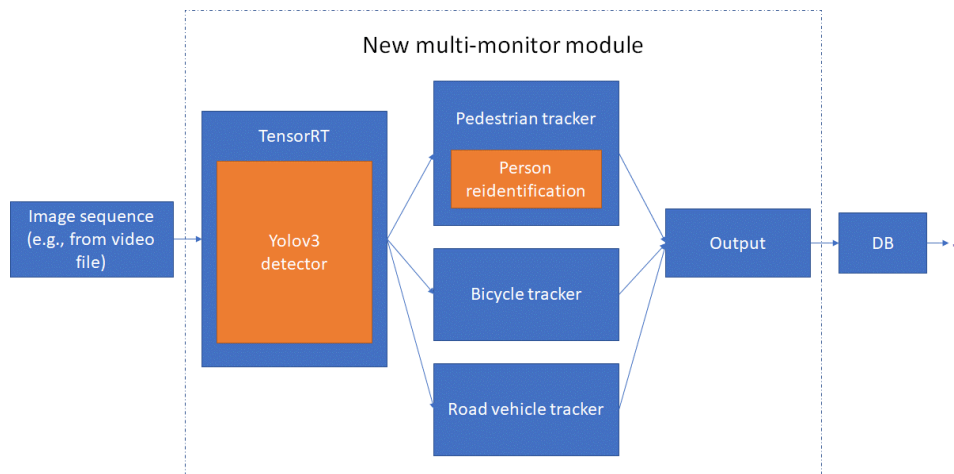 New multi-monitor module
TensorRT
Yolov3
detector
Pedestrian tracker
Person
reidentification
Image sequence
(e.g., from video
file)
Bicycle tracker
Output
DB
Road vehicle tracker